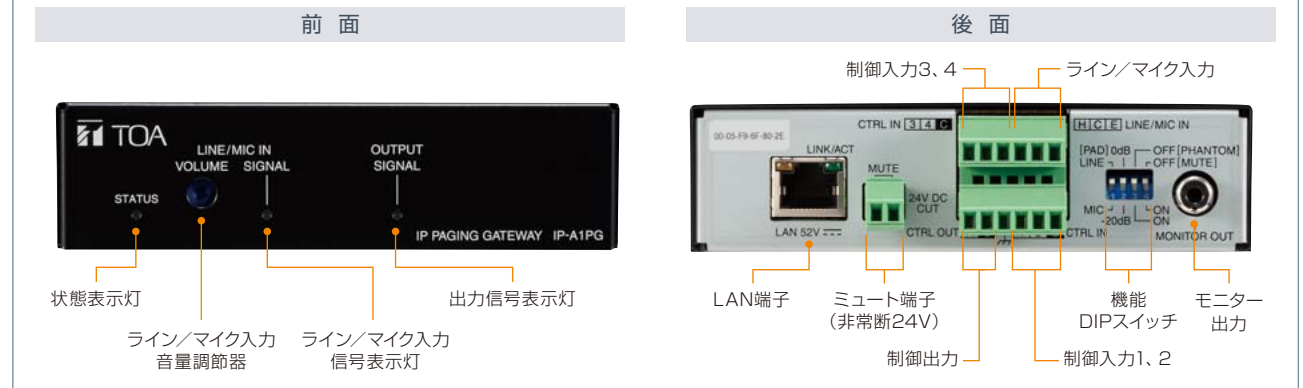 前 面
TOA
LINE/MIC IN
VOLUME SIGNAL
OUTPUT
SIGNAL
STATUS
IP PAGING GATEWAY IP-A1PG
状態表示灯
出力信号表示灯
ライン／マイク入力
音量調節器
ライン／マイク入力
信号表示灯
後 面
制御入力3、4
ライン／マイク入力
00-05-F9-6F-80-2E
CTRL IN 3 4 C
H C E LINE/MIC IN
LINK/ACT
[PAD] 0dB
OFF [PHANTOM]
LINE
OFF [MUTE]
MUTE
24V DC
CUT
MIC
ON
-20dB
ON
LAN 52V
CTRL OUT
CTRL IN
MONITOR OUT
LAN端子
ミュート端子
（非常断24V）
機能
DIPスイッチ
モニター
出力
制御出力
制御入力1、2